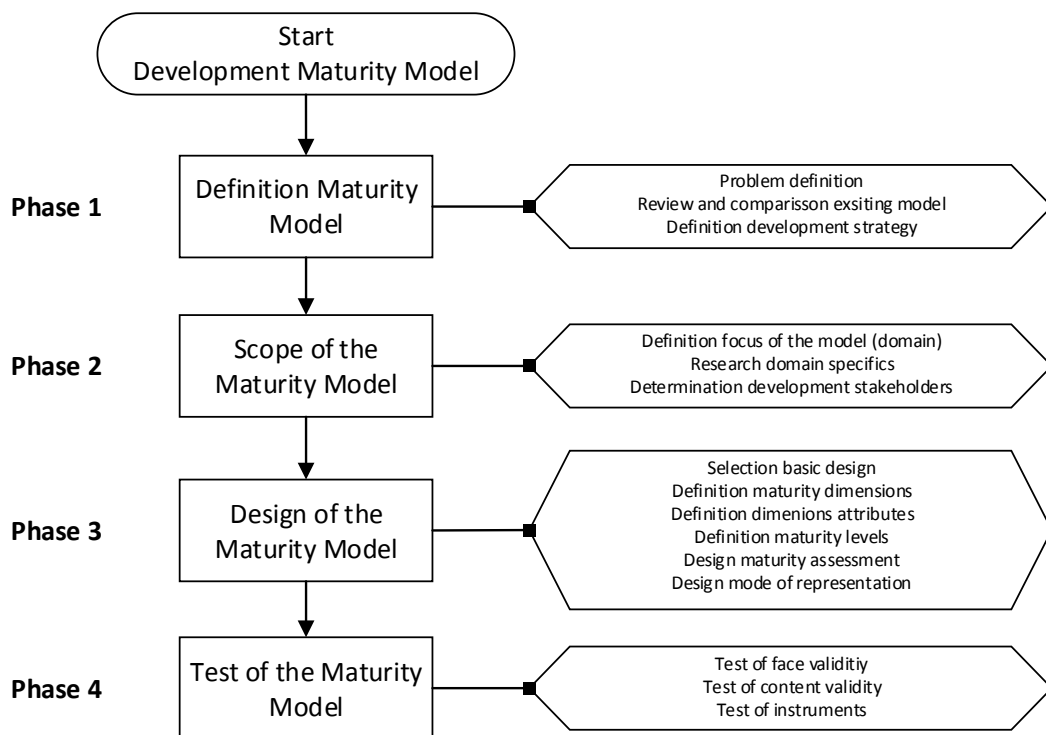 Start
Development Maturity Model
Phase 1
Definition Maturity
Model
Problem definition
Review and comparisson exsiting model
Definition development strategy
Phase 2
Scope of the
Maturity Model
Definition focus of the model (domain)
Research domain specifics
Determination development stakeholders
Phase 3
Design of the
Maturity Model
Selection basic design
Definition maturity dimensions
Definition dimenions attributes
Definition maturity levels
Design maturity assessment
Design mode of representation
Phase 4
Test of the Maturity
Model
Test of face validitiy
Test of content validity
Test of instruments